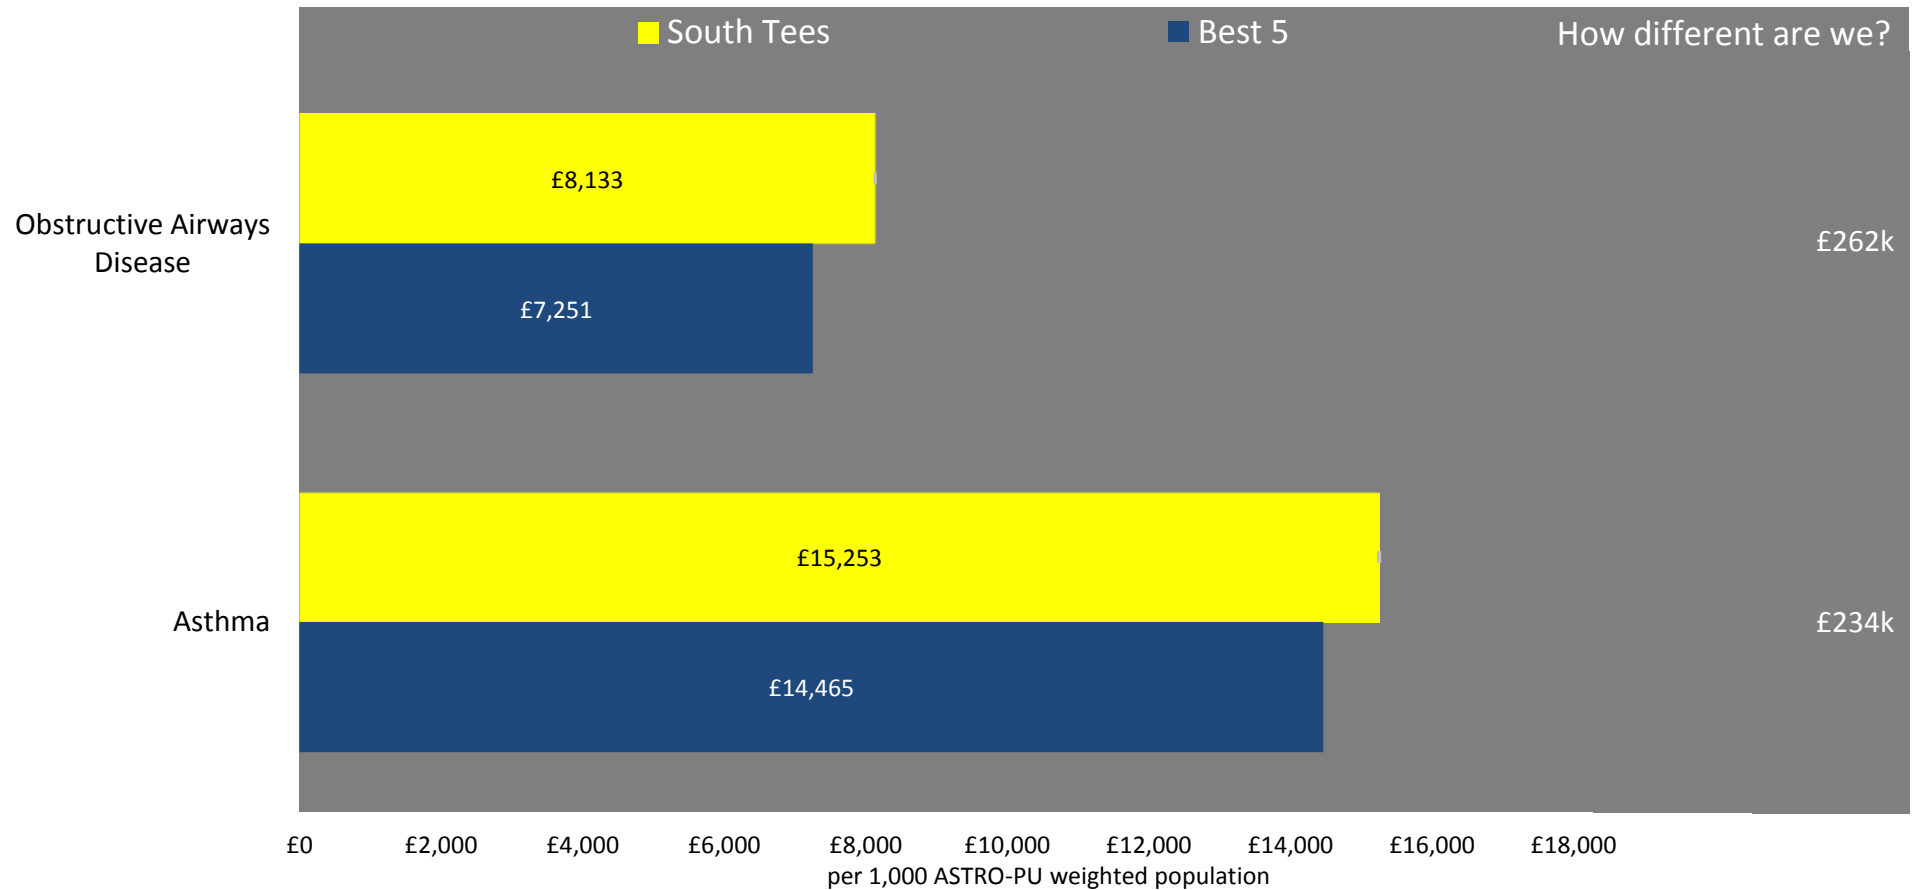 South Tees
Best 5
How different are we?
£8,133
Obstructive Airways
Disease
£262k
£7,251
£15,253
Asthma
£234k
£14,465
£0 £2,000 £4,000 £6,000 £8,000 £10,000 £12,000 £14,000 £16,000 £18,000
per 1,000 ASTRO-PU weighted population